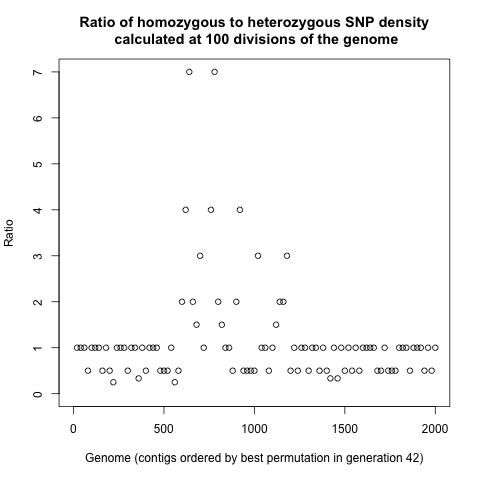 Ratio of homozygous to heterozygous SNP density
calculated at 100 divisions of the genome
7
6
5
4
3
2
1
0
Ratio
0 500 1000 1500 2000
Genome (contigs ordered by best permutation in generation 42)